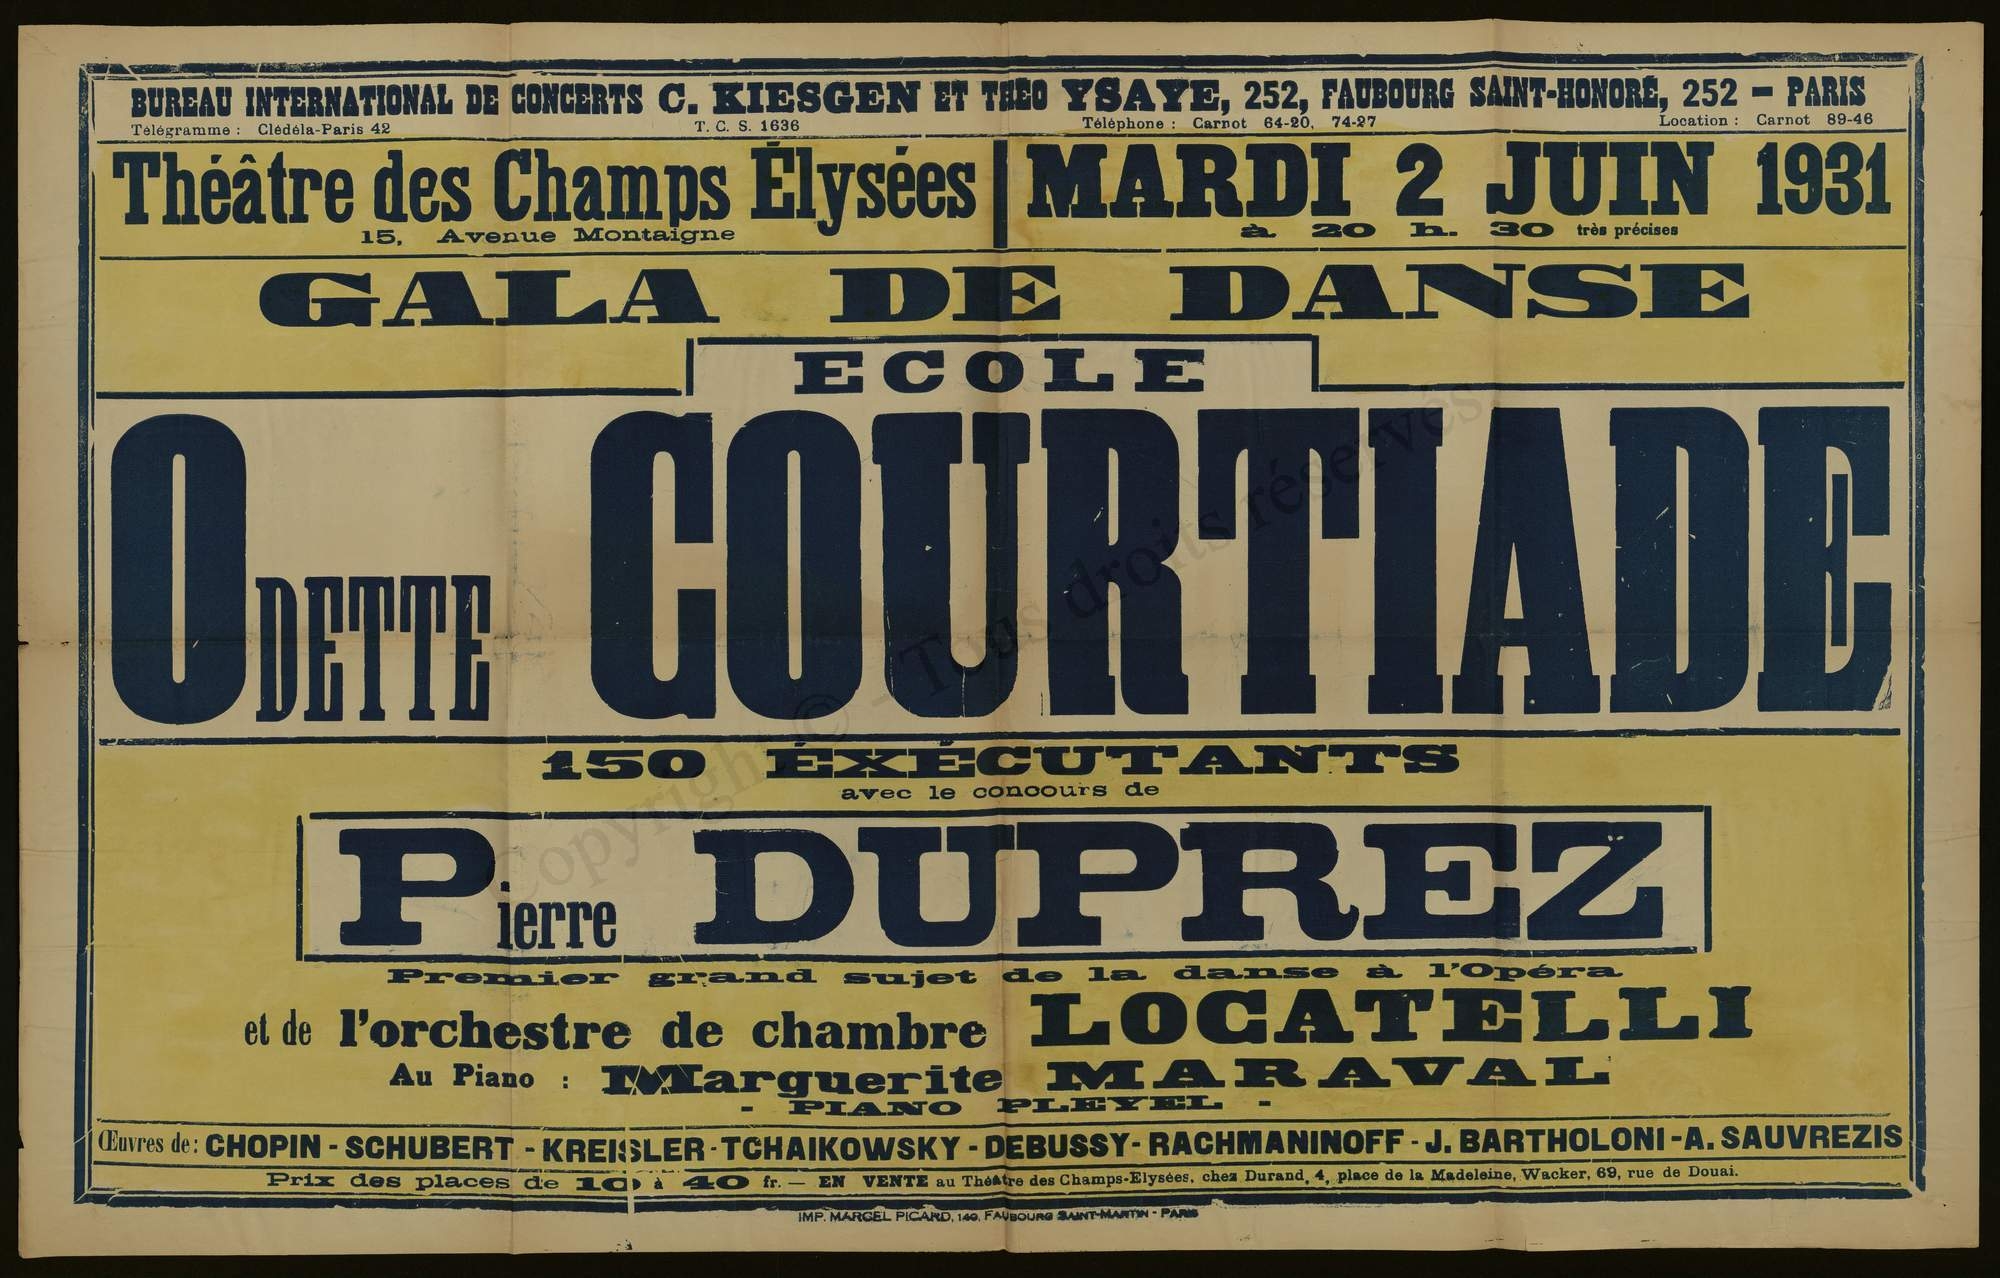 BUREAU INTERNATIONAL DE CONCERTS C. KIESGEN ET THÉO YSAYE, 252, FAUBOURG SAINT-HONORÉ, 252 - PARIS
Télégramme : Clédéla-Paris 42 T. C. S. 1636 Téléphone : Carnot 64-20, 74-27 Location : Carnot 89-46
Théâtre des Champs Élysées
15, Avenue Montaigne
MARDI 2 JUIN 1931
à 20 h. 30 très précises
GALA DE DANSE
ECOLE
ODETTE COURTIADE
150 ÉXÉCUTANTS
avec le concours de
Pierre DUPREZ
Premier grand sujet de la danse à l'Opéra
et de l'orchestre de chambre LOCATELLI
Au Piano : Marguerite MARAVAL
- PIANO PLEYEL -
Œuvres de : CHOPIN - SCHUBERT - KREISLER - TCHAIKOWSKY - DEBUSSY - RACHMANINOFF - J. BARTHOLONI - A. SAUVREZIS
Prix des places de 10 à 40 fr. — EN VENTE au Théâtre des Champs-Elysées, chez Durand, 4, place de la Madeleine, Wacker, 69, rue de Douai.
IMP. MARCEL PICARD, 140, FAUBOURG SAINT-MARTIN - PARIS
Copyright © - Tous droits réservés